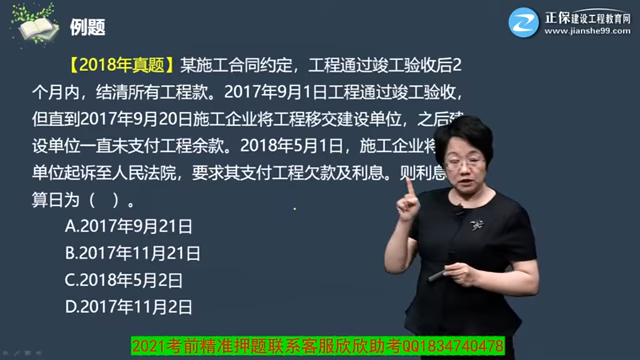 例题
正保建设工程教育网
www.jianshe99.com
【2018年真题】某施工合同约定，工程通过竣工验收后2
个月内，结清所有工程款。2017年9月1日工程通过竣工验收，
但直到2017年9月20日施工企业将工程移交建设单位，之后建
设单位一直未支付工程余款。2018年5月1日，施工企业将
单位起诉至人民法院，要求其支付工程欠款及利息。则利息
算日为（ ）。
A.2017年9月21日
B.2017年11月21日
C.2018年5月2日
D.2017年11月2日
2021考前精准押题联系客服欣欣助考QQ1834740478